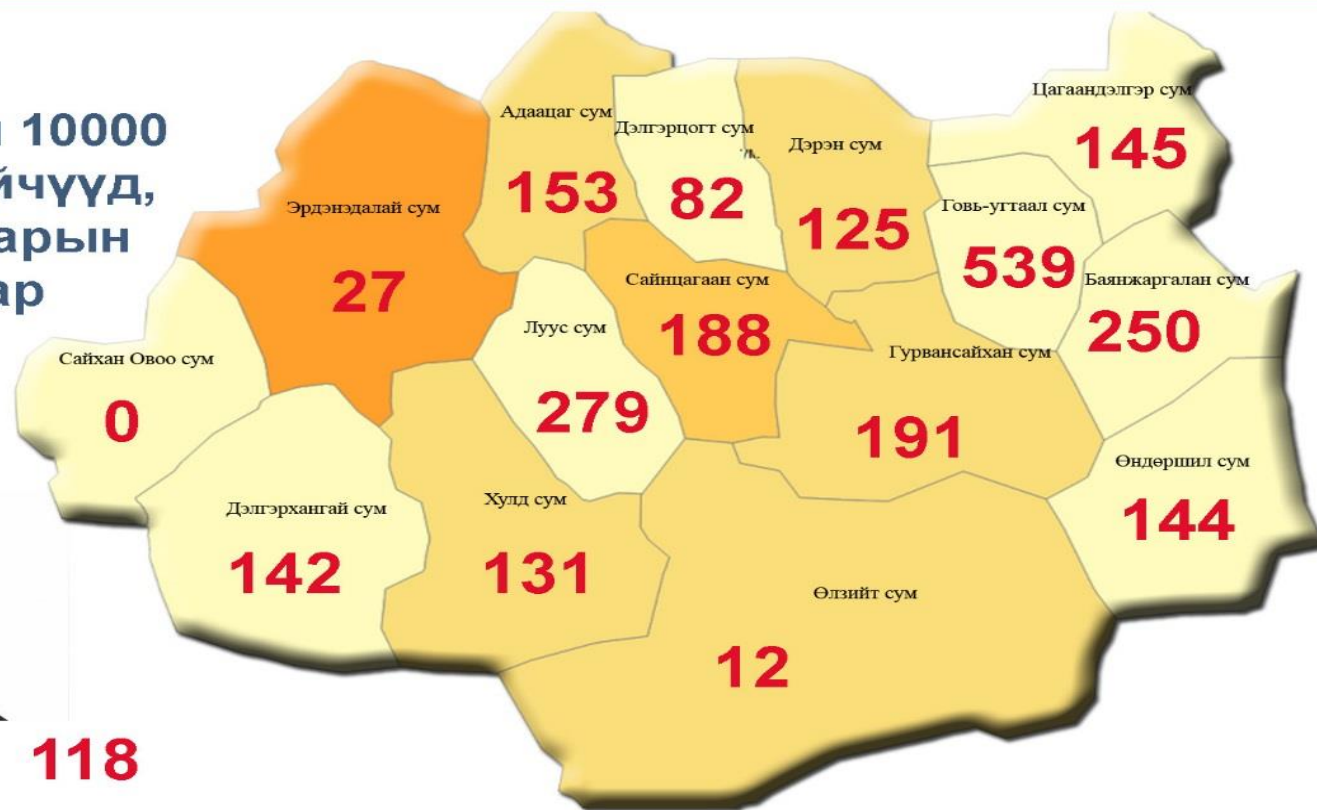 10000
йчүүд,
арын
ар
Адаацаг сум
153
Дэлгэрцогт сум
82
Дэрэн сум
125
Цагаандэлгэр сум
145
Эрдэнэдалай сум
27
Говь-угтаал сум
539
Сайнцагаан сум
188
Баянжаргалан сум
250
Луус сум
279
Гурвансайхан сум
191
Сайхан Овоо сум
0
Өндөршил сум
144
Дэлгэрхангай сум
142
Хулд сум
131
Өлзийт сум
12
118